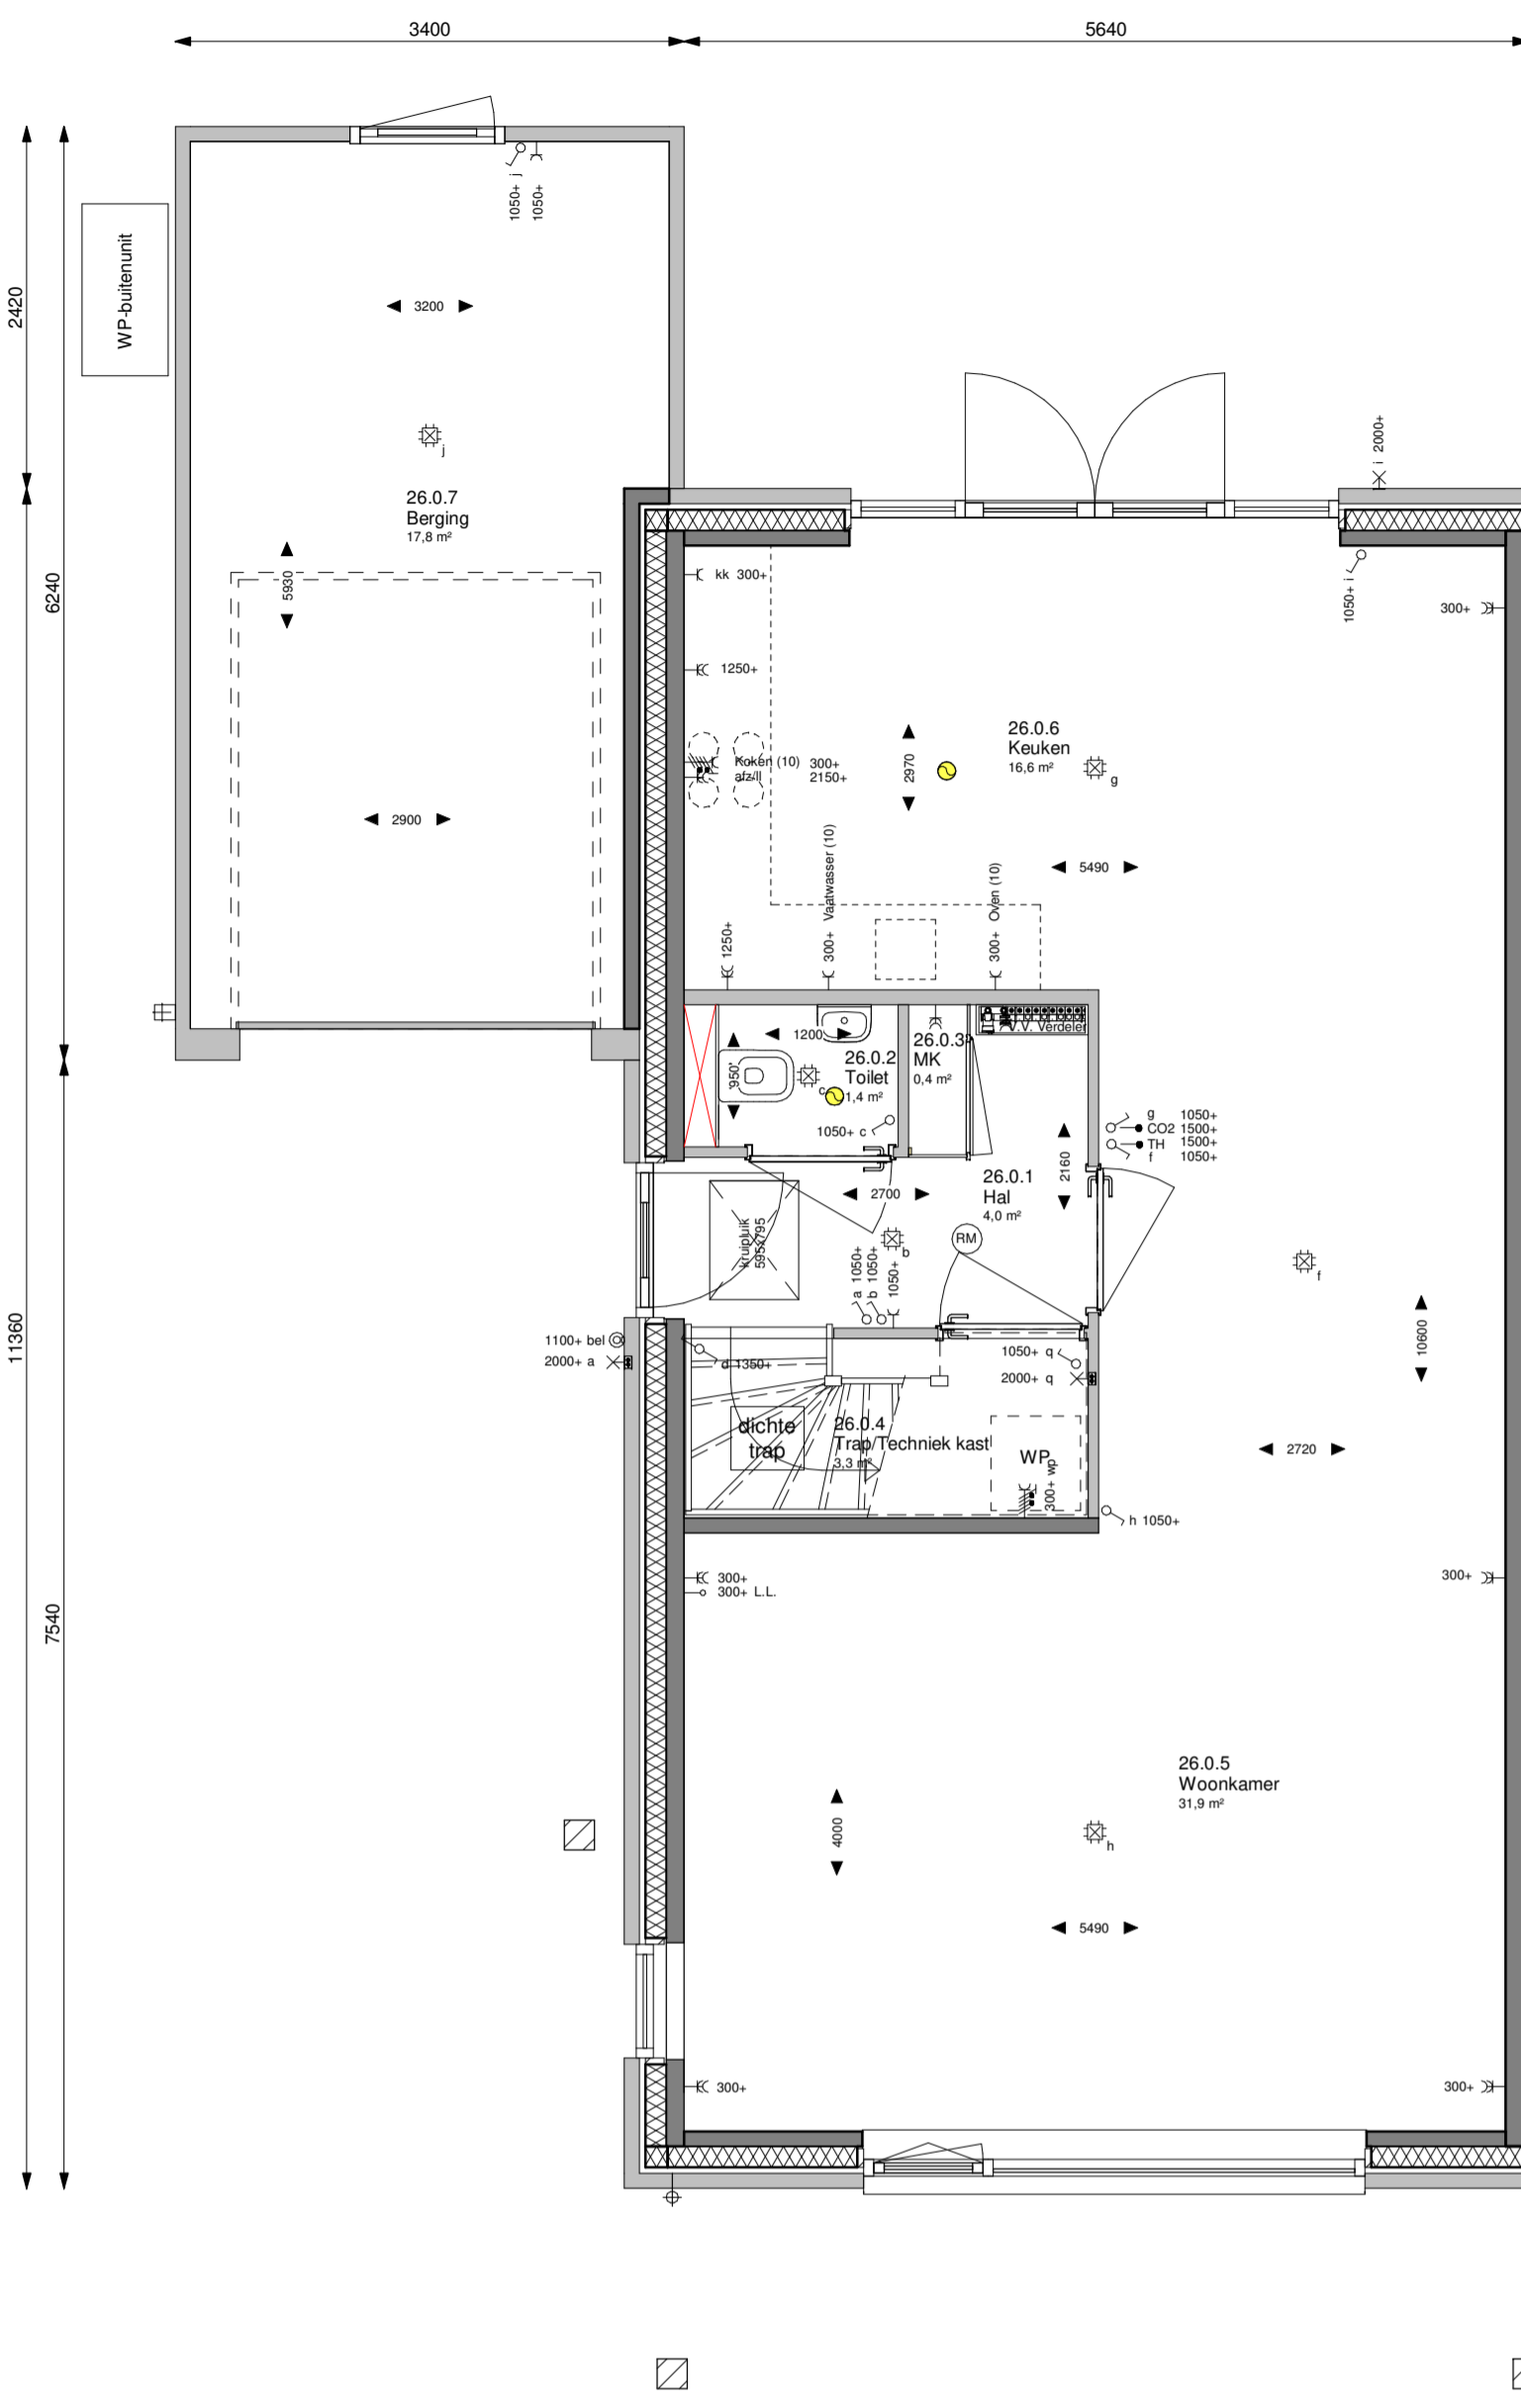 3400
5640
2420
6240
11360
7540
WP-buitenunit
1050+ j
1050+
3200
j
26.0.7
Berging
17,8 m²
5930
2900
i 2000+
1050+ i
300+
kk 300+
1250+
Koken (10) 300+
afz/ll 2150+
2970
26.0.6
Keuken
16,6 m²
g
5490
1250+
300+ Vaatwasser (10)
300+ Oven (10)
1200
950
c
26.0.2
Toilet
1,4 m²
1050+ c
26.0.3
MK
0,4 m²
V.V. Verdeler
g 1050+
CO2 1500+
TH 1500+
f 1050+
2160
26.0.1
Hal
4,0 m²
2700
kruipluik
595x795
b
RM
a 1050+
b 1050+
1050+
f
10600
1100+ bel
2000+ a
d 1350+
1050+ q
2000+ q
dichte
trap
26.0.4
Trap/Techniek kast
3,3 m²
WP
300+ wp
2720
h 1050+
300+
300+ L.L.
300+
26.0.5
Woonkamer
31,9 m²
4000
h
5490
300+
300+